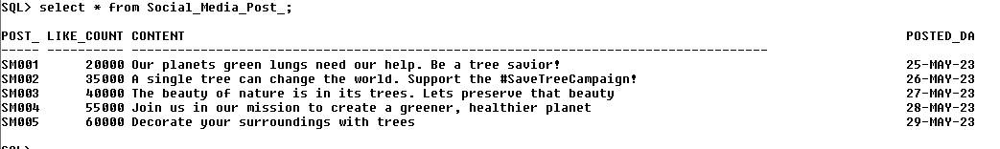 SQL> select * from Social_Media_Post_;
POST_ LIKE_COUNT CONTENT POSTED_DA
----- ---------- -------------------------------------------------------------------------------- ---------
SM001 20000 Our planets green lungs need our help. Be a tree savior! 25-MAY-23
SM002 35000 A single tree can change the world. Support the #SaveTreeCampaign! 26-MAY-23
SM003 40000 The beauty of nature is in its trees. Lets preserve that beauty 27-MAY-23
SM004 55000 Join us in our mission to create a greener, healthier planet 28-MAY-23
SM005 60000 Decorate your surroundings with trees 29-MAY-23
SQL>